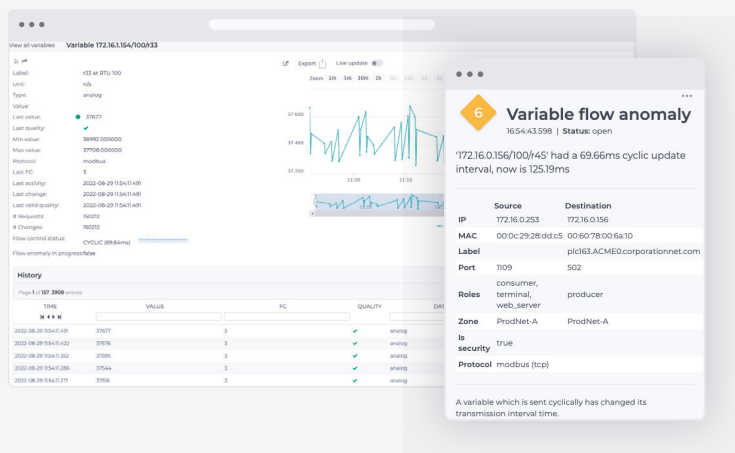 View all variables Variable 172.16.1.154/100/r33
Label: r33 at RTU 100
Unit: n/a
Type: analog
Value:
Last value: 37677
Last quality:
Min value: 36992.000000
Max value: 37708.000000
Protocol: modbus
Last FC: 3
Last activity: 2022-08-29 11:54:11.491
Last change: 2022-08-29 11:54:11.491
Last valid quality: 2022-08-29 11:54:11.491
# Requests: 150212
# Changes: 150212
Flow control status: CYCLIC (69.64ms)
Flow anomaly in progress: false
Export Live update
Zoom 1m 5m 30m 1h
37 600
37 400
37 200
11:00 11:10
11:00
History
Page 1 of 157, 3908 entries
TIME VALUE FC QUALITY DAT
2022-08-29 11:54:11.491 37677 3 analog
2022-08-29 11:54:11.422 37676 3 analog
2022-08-29 11:54:11.352 37595 3 analog
2022-08-29 11:54:11.286 37544 3 analog
2022-08-29 11:54:11.217 37516 3 analog
6
Variable flow anomaly
16:54:43.598 | Status: open
'172.16.0.156/100/r45' had a 69.66ms cyclic update
interval, now is 125.19ms
Source Destination
IP 172.16.0.253 172.16.0.156
MAC 00:0c:29:28:dd:c5 00:60:78:00:6a:10
Label plc163.ACME0.corporationnet.com
Port 1109 502
Roles consumer,
terminal,
web_server producer
Zone ProdNet-A ProdNet-A
Is
security true
Protocol modbus (tcp)
A variable which is sent cyclically has changed its
transmission interval time.